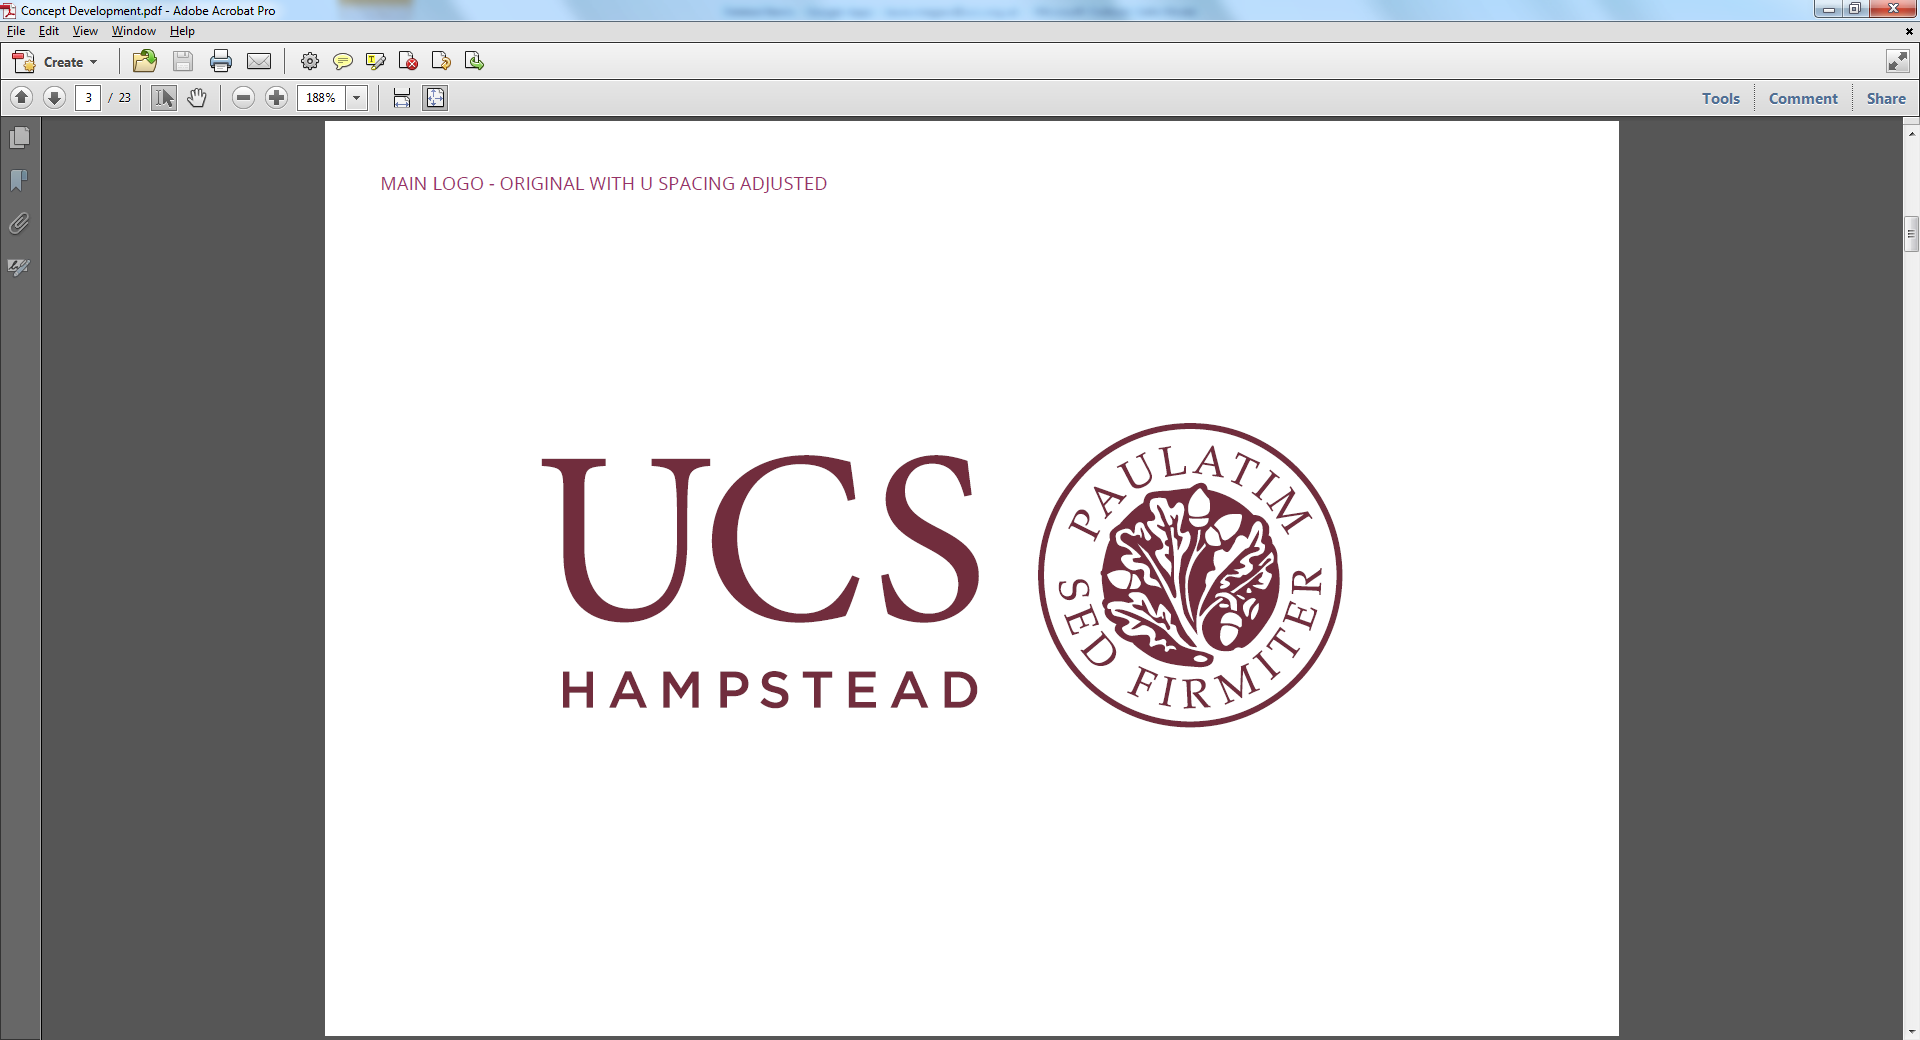 Concept Development.pdf - Adobe Acrobat Pro
File Edit View Window Help
Create
3 / 23
188%
Tools Comment Share
MAIN LOGO - ORIGINAL WITH U SPACING ADJUSTED
UCS
HAMPSTEAD
PAULATIM
SED FIRMITER